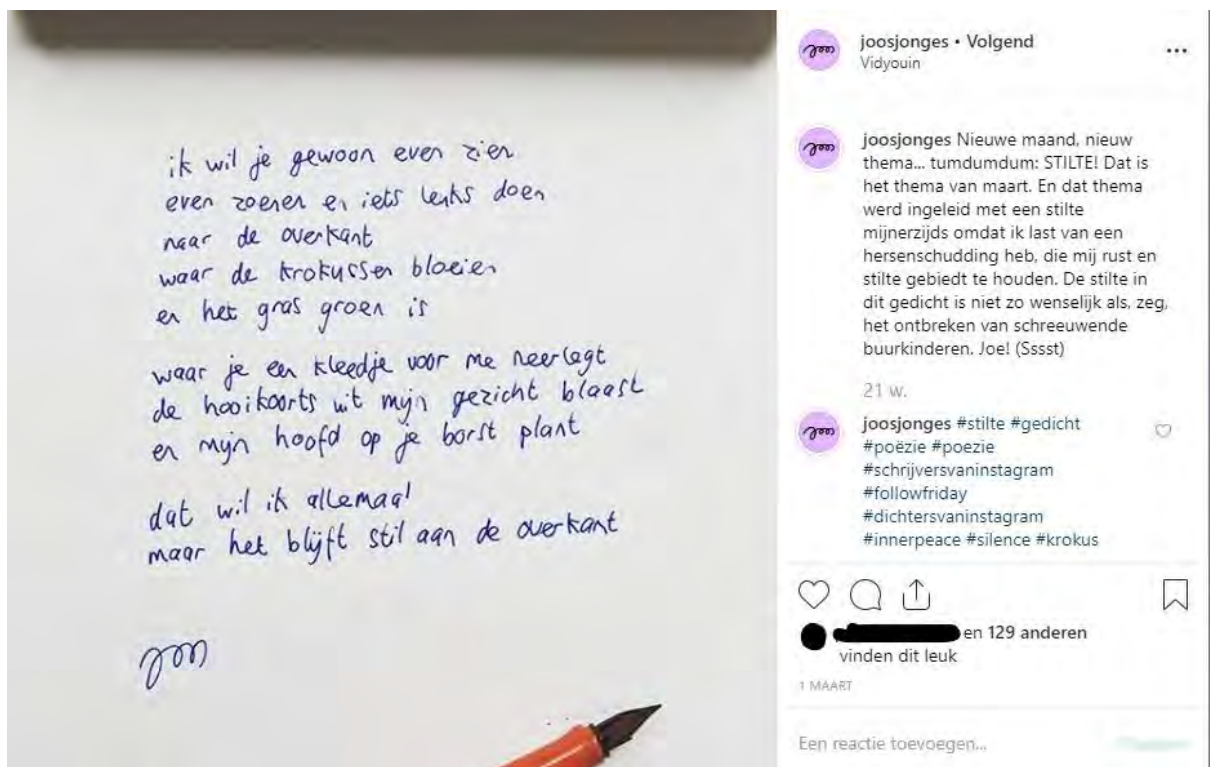 ik wil je gewoon even zien
even zoenen en iets leuks doen
naar de overkant
waar de krokussen bloeien
en het gras groen is
waar je een kleedje voor me neerlegt
de hooikoorts uit mijn gezicht blaast
en mijn hoofd op je borst plant
dat wil ik allemaal
maar het blijft stil aan de overkant
joos
joos
joosjonges • Volgend
Vidyouin
joos
joosjonges Nieuwe maand, nieuw
thema... tumdumdum: STILTE! Dat is
het thema van maart. En dat thema
werd ingeleid met een stilte
mijnerzijds omdat ik last van een
hersenschudding heb, die mij rust en
stilte gebiedt te houden. De stilte in
dit gedicht is niet zo wenselijk als, zeg,
het ontbreken van schreeuwende
buurkinderen. Joe! (Sssst)
21 w.
joos
joosjonges #stilte #gedicht
#poëzie #poezie
#schrijversvaninstagram
#followfriday
#dichtersvaninstagram
#innerpeace #silence #krokus
en 129 anderen
vinden dit leuk
1 MAART
Een reactie toevoegen...